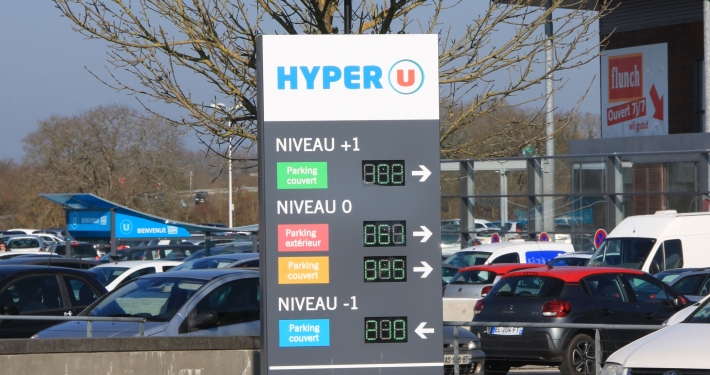 HYPER U
NIVEAU +1
Parking
couvert
NIVEAU 0
Parking
extérieur
Parking
couvert
NIVEAU -1
Parking
couvert
flunch
Ouvert 7j/7
U
BIENVENUE